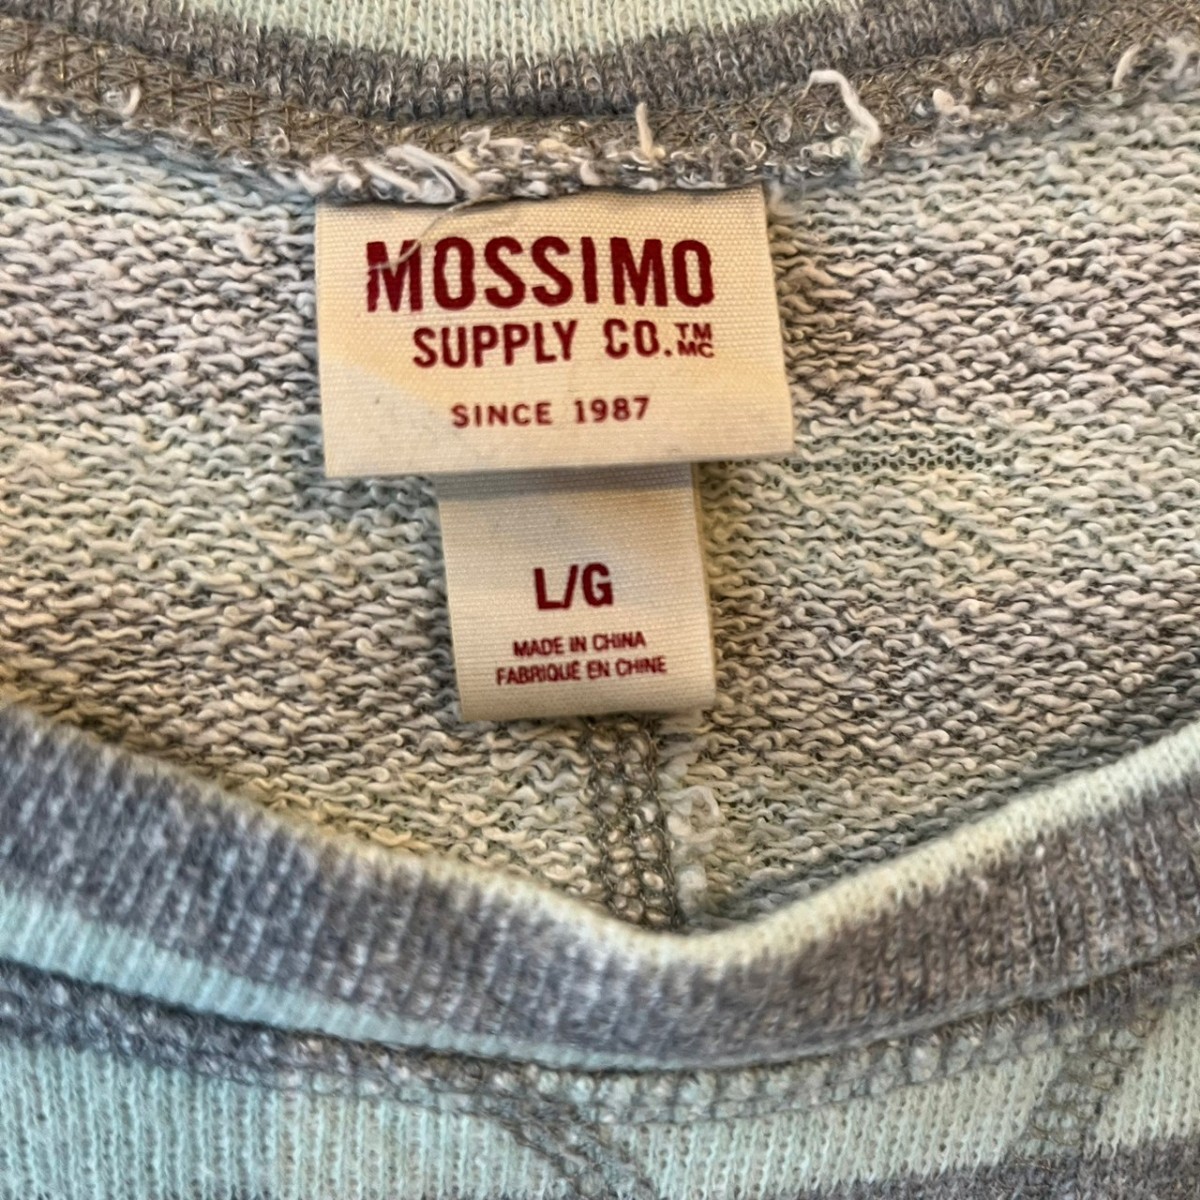 MOSSIMO
SUPPLY CO.™ MC
SINCE 1987
L/G
MADE IN CHINA
FABRIQUÉ EN CHINE